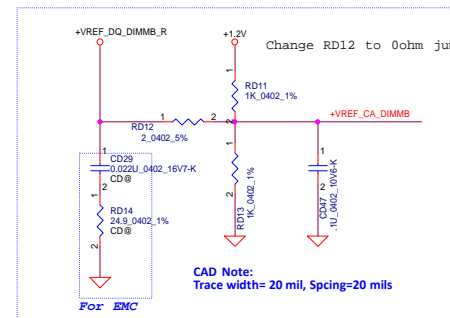 +VREF_DQ_DIMMB_R
+1.2V
Change RD12 to 0ohm jum
1
RD11
1K_0402_1%
2
+VREF_CA_DIMMB
1
2
RD12
2_0402_5%
1
CD29
0.022U_0402_16V7-K
CD@
2
1
RD14
24.9_0402_1%
CD@
2
1
RD13
1K_0402_1%
2
1
CD47
.1U_0402_10V6-K
2
CAD Note:
Trace width= 20 mil, Spcing=20 mils
For EMC